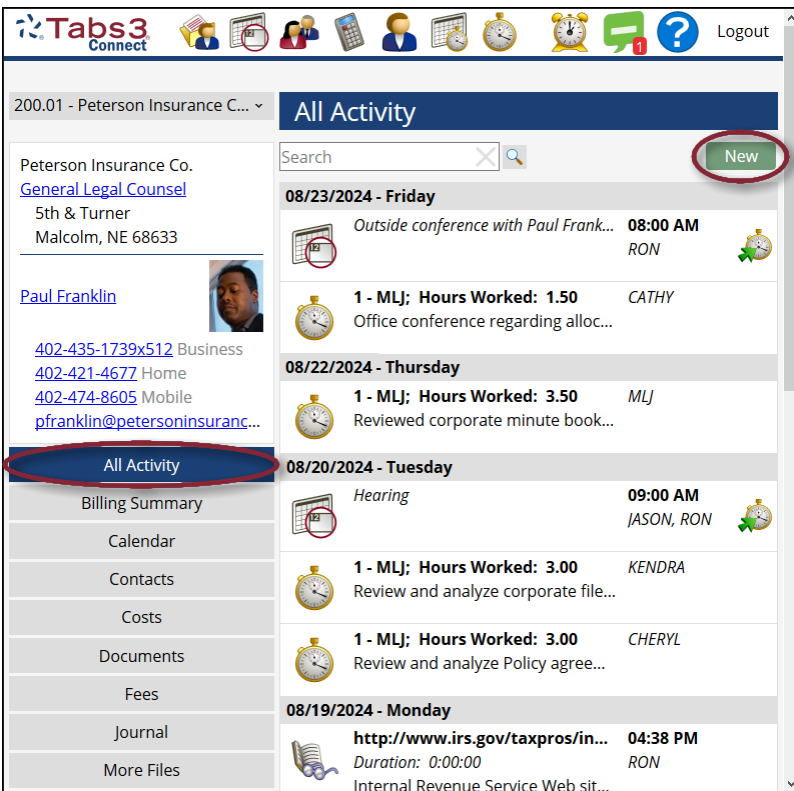 Tabs3
Connect
Logout
1
200.01 - Peterson Insurance C...
All Activity
Peterson Insurance Co.
General Legal Counsel
5th & Turner
Malcolm, NE 68633
Paul Franklin
402-435-1739x512 Business
402-421-4677 Home
402-474-8605 Mobile
pfranklin@petersoninsuranc...
All Activity
Billing Summary
Calendar
Contacts
Costs
Documents
Fees
Journal
More Files
Search
New
08/23/2024 - Friday
12
Outside conference with Paul Frank... 08:00 AM
RON
1 - MLJ; Hours Worked: 1.50 CATHY
Office conference regarding alloc...
08/22/2024 - Thursday
1 - MLJ; Hours Worked: 3.50 MLJ
Reviewed corporate minute book...
08/20/2024 - Tuesday
12
Hearing 09:00 AM
JASON, RON
1 - MLJ; Hours Worked: 3.00 KENDRA
Review and analyze corporate file...
1 - MLJ; Hours Worked: 3.00 CHERYL
Review and analyze Policy agree...
08/19/2024 - Monday
http://www.irs.gov/taxpros/in... 04:38 PM
Duration: 0:00:00 RON
Internal Revenue Service Web sit...